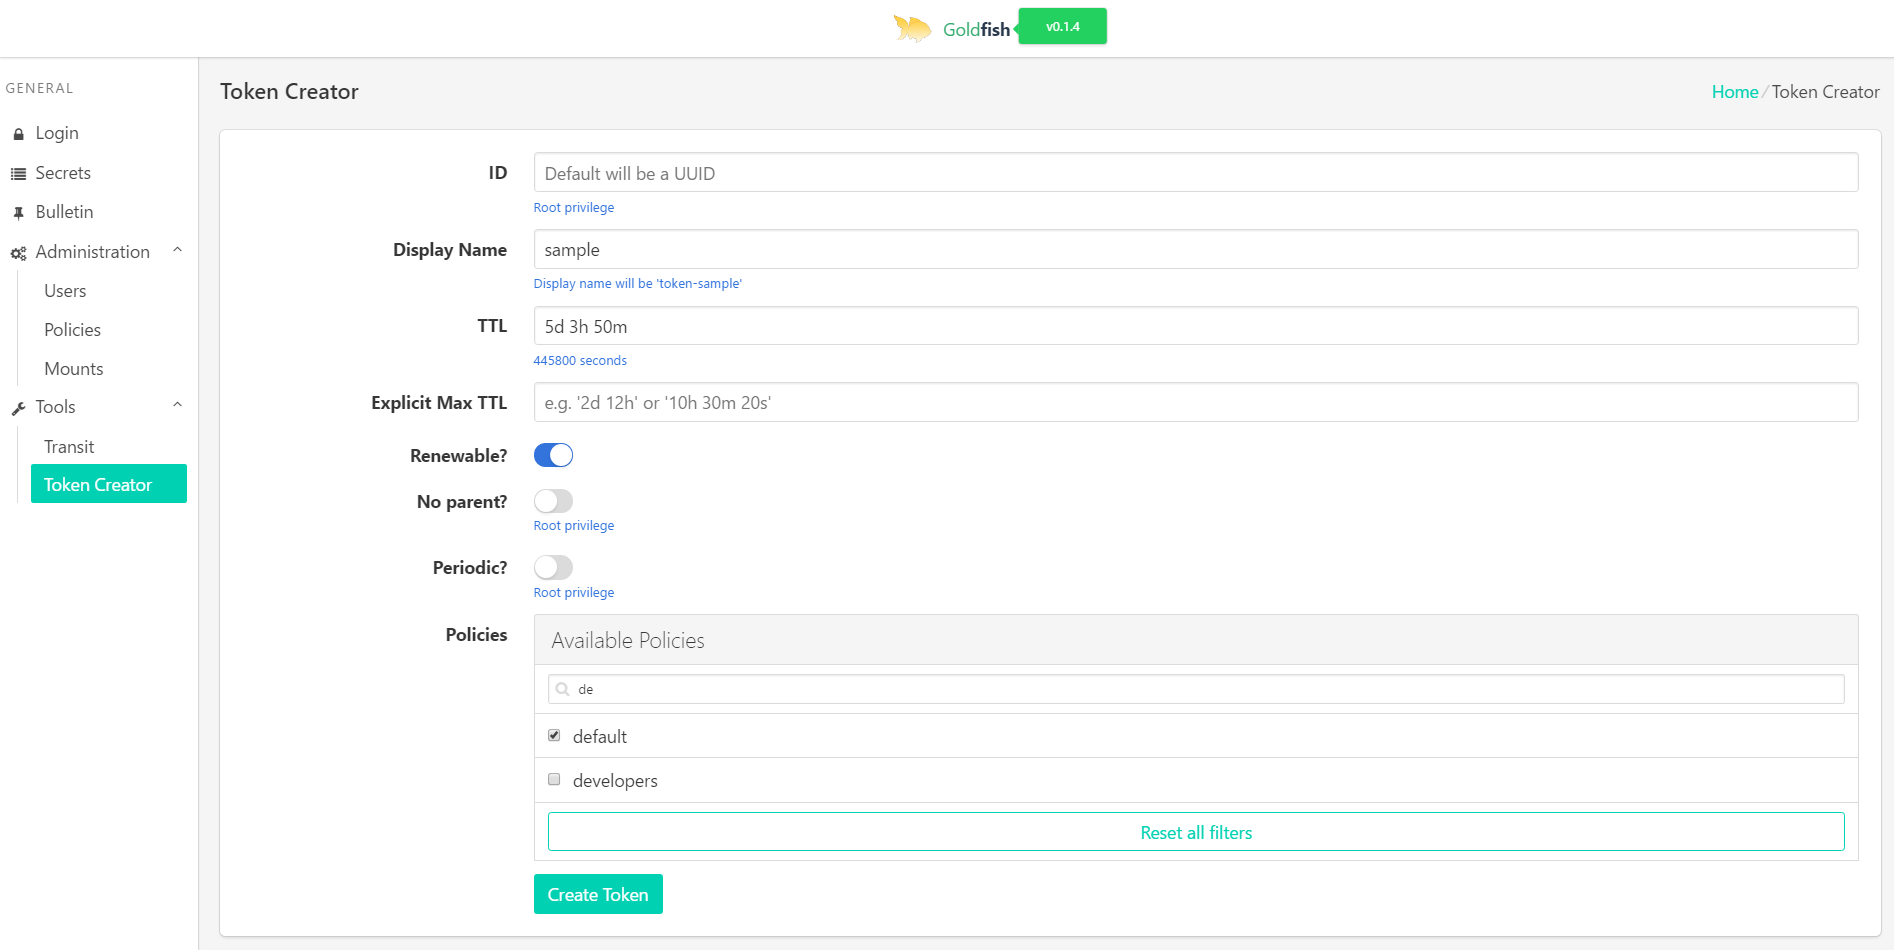 Goldfish v0.1.4
GENERAL
Login
Secrets
Bulletin
Administration
Users
Policies
Mounts
Tools
Transit
Token Creator
Token Creator
Home / Token Creator
ID
Default will be a UUID
Root privilege
Display Name
sample
Display name will be 'token-sample'
TTL
5d 3h 50m
445800 seconds
Explicit Max TTL
e.g. '2d 12h' or '10h 30m 20s'
Renewable?
No parent?
Root privilege
Periodic?
Root privilege
Policies
Available Policies
de
default
developers
Reset all filters
Create Token